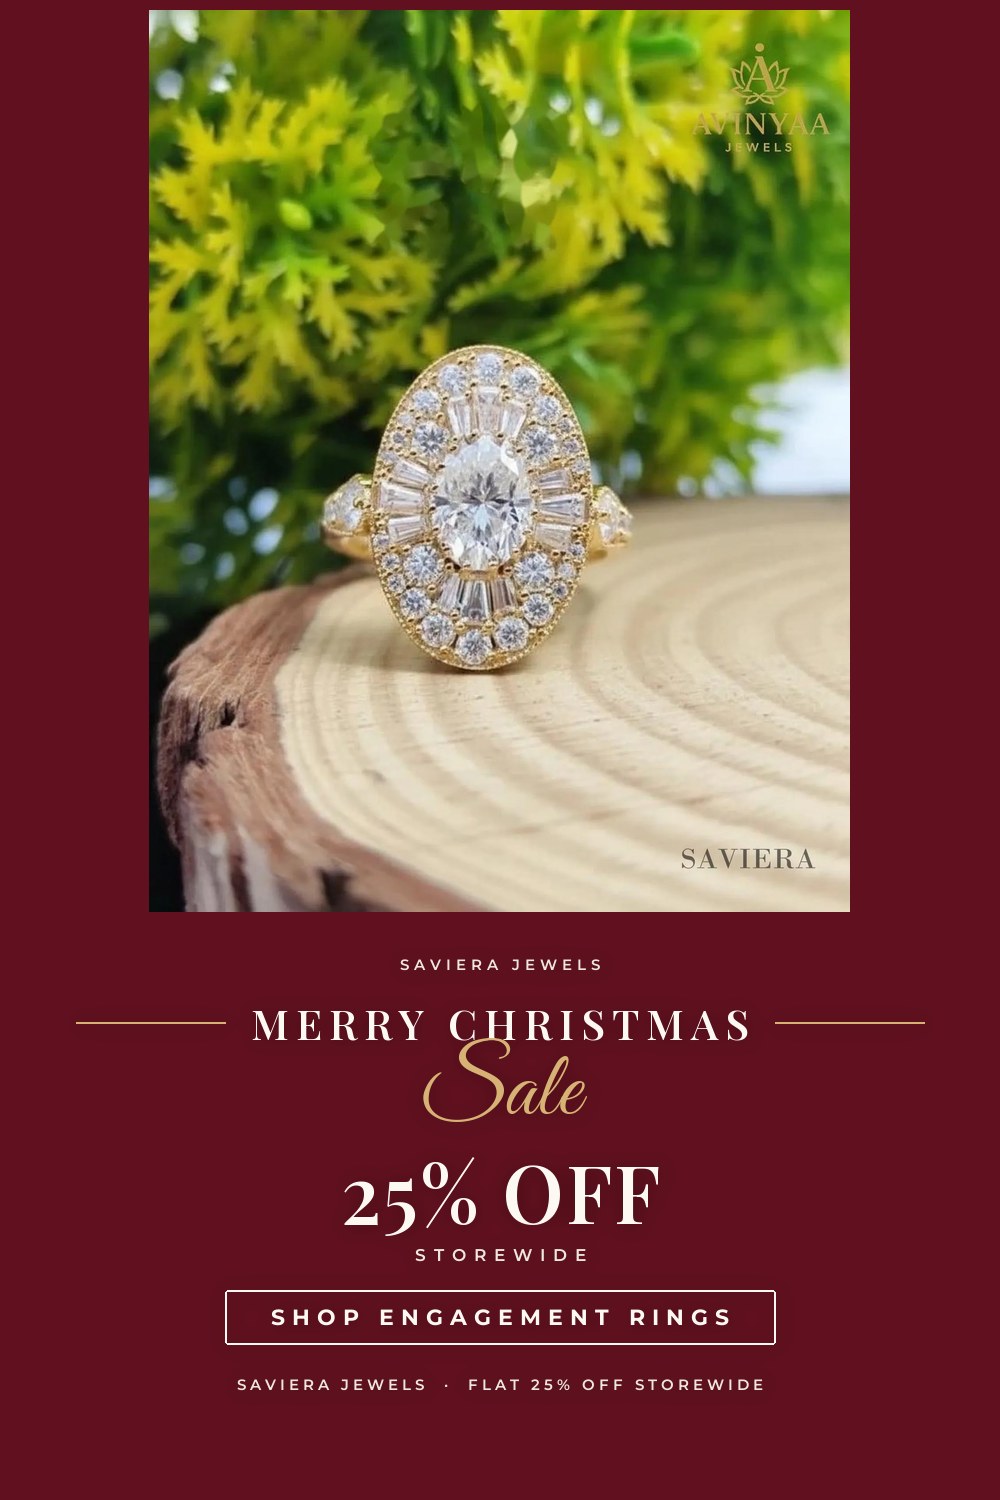 AVINYAA
JEWELS
SAVIERA
SAVIERA JEWELS
MERRY CHRISTMAS
Sale
25% OFF
STOREWIDE
SHOP ENGAGEMENT RINGS
SAVIERA JEWELS · FLAT 25% OFF STOREWIDE